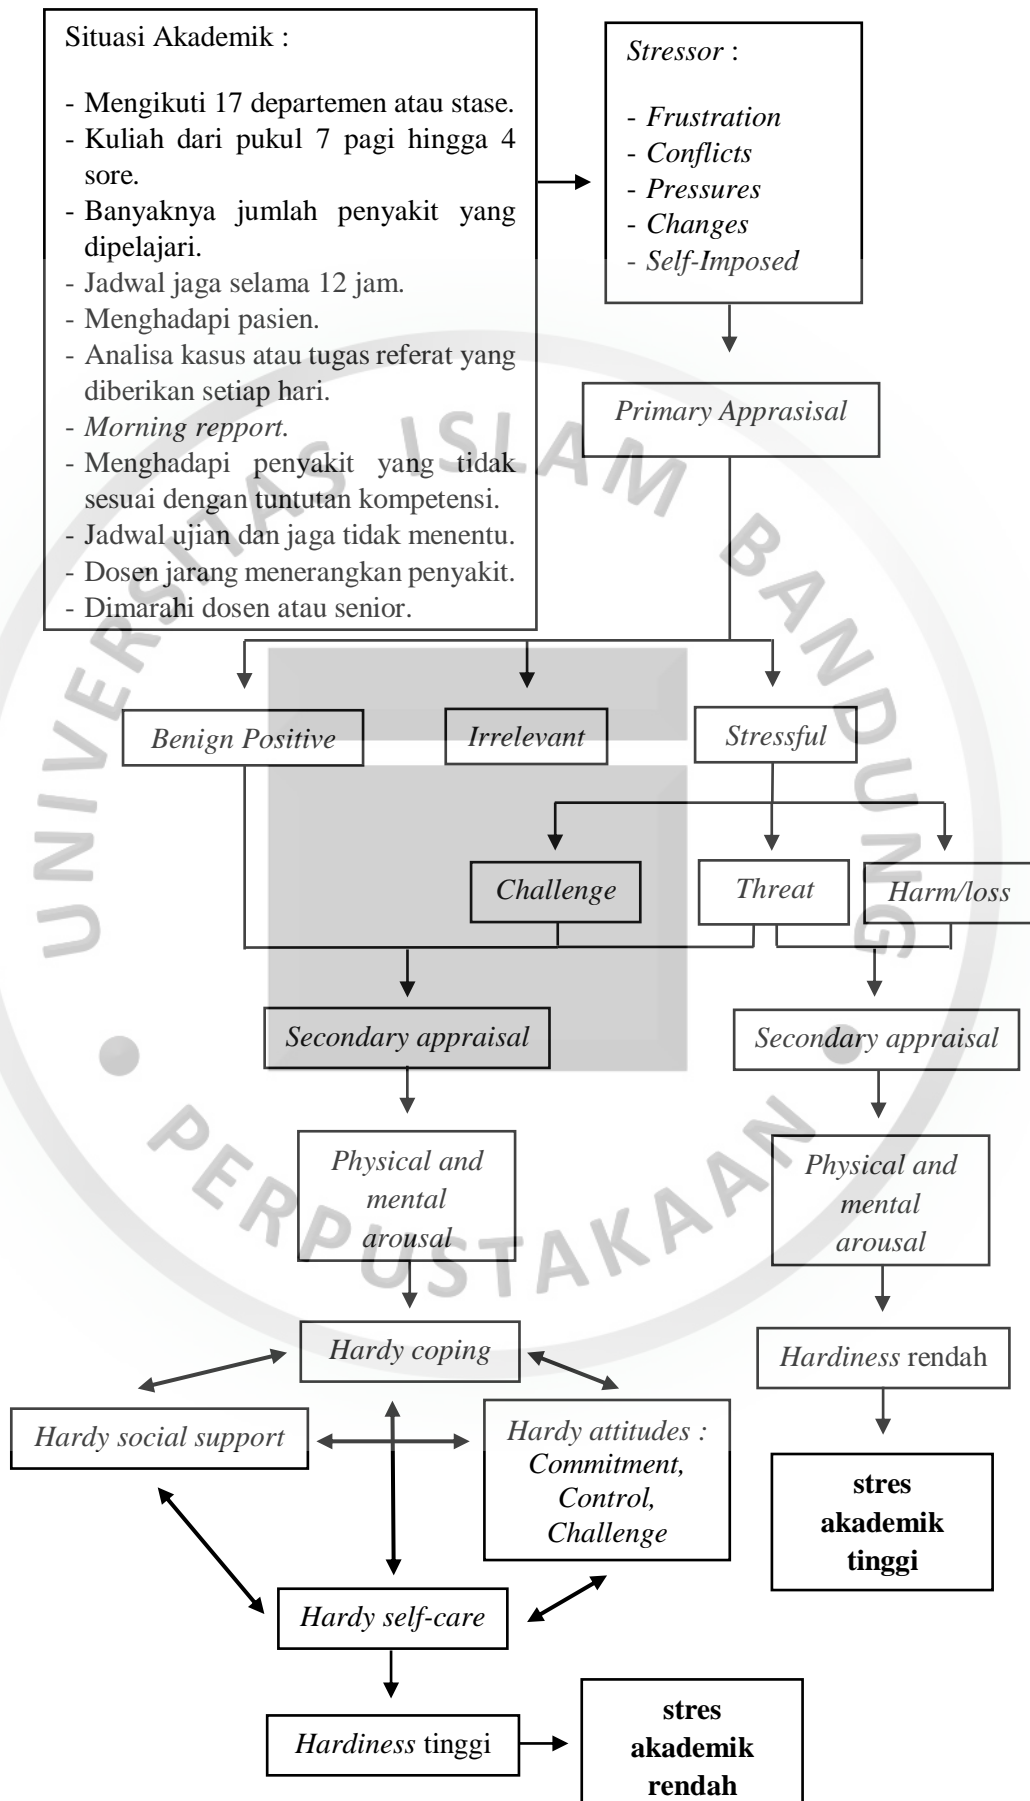 Situasi Akademik :
- Mengikuti 17 departemen atau stase.
- Kuliah dari pukul 7 pagi hingga 4
sore.
- Banyaknya jumlah penyakit yang
dipelajari.
- Jadwal jaga selama 12 jam.
- Menghadapi pasien.
- Analisa kasus atau tugas referat yang
diberikan setiap hari.
- Morning repport.
- Menghadapi penyakit yang tidak
sesuai dengan tuntutan kompetensi.
- Jadwal ujian dan jaga tidak menentu.
- Dosen jarang menerangkan penyakit.
- Dimarahi dosen atau senior.
Stressor :
- Frustration
- Conflicts
- Pressures
- Changes
- Self-Imposed
Primary Apprasisal
Benign Positive
Irrelevant
Stressful
Challenge
Threat
Harm/loss
Secondary appraisal
Secondary appraisal
Physical and
mental
arousal
Physical and
mental
arousal
Hardy coping
Hardiness rendah
Hardy social support
Hardy attitudes :
Commitment,
Control,
Challenge
stres
akademik
tinggi
Hardy self-care
Hardiness tinggi
stres
akademik
rendah
UNIVERSITAS ISLAM BANDUNG
PERPUSTAKAAN